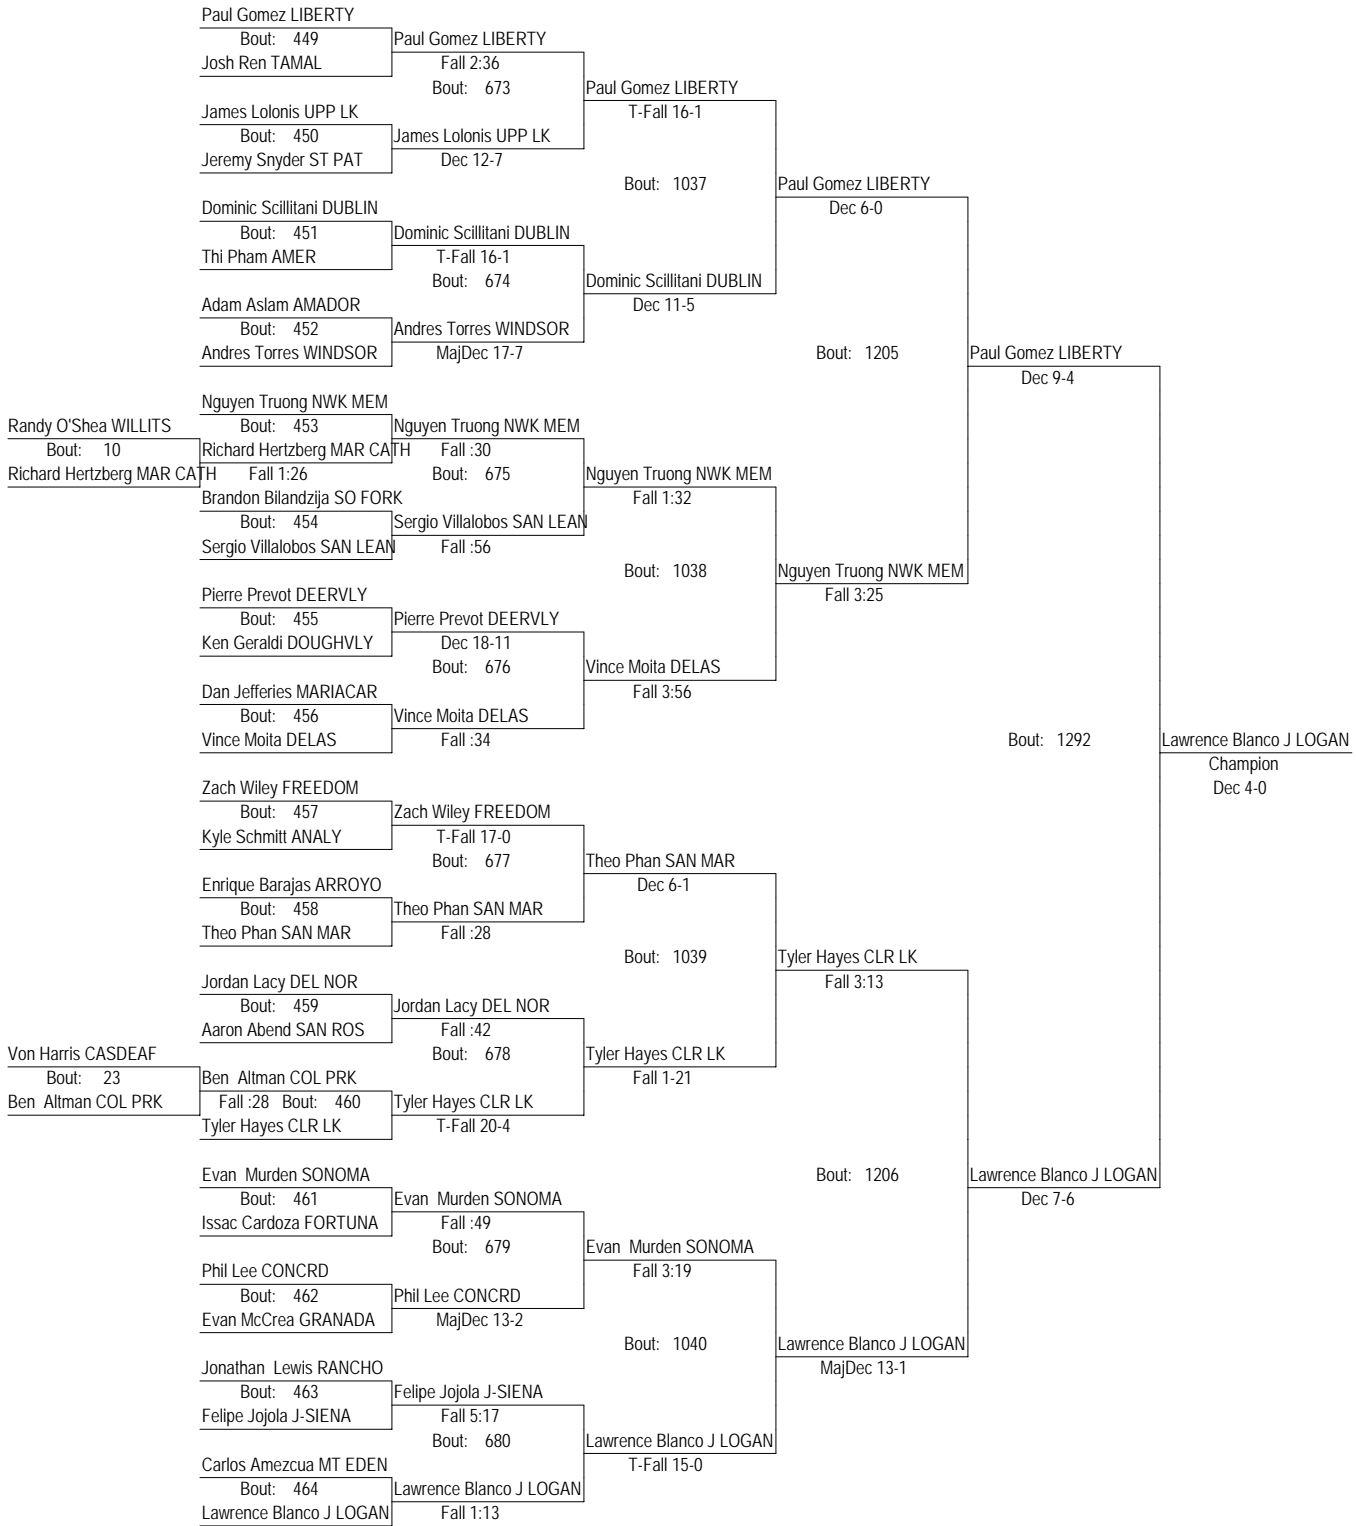 Paul Gomez LIBERTY
Bout: 449
Paul Gomez LIBERTY
Josh Ren TAMAL
Fall 2:36
Bout: 673
Paul Gomez LIBERTY
James Lolonis UPP LK
T-Fall 16-1
Bout: 450
James Lolonis UPP LK
Jeremy Snyder ST PAT
Dec 12-7
Bout: 1037
Paul Gomez LIBERTY
Dominic Scillitani DUBLIN
Dec 6-0
Bout: 451
Dominic Scillitani DUBLIN
Thi Pham AMER
T-Fall 16-1
Bout: 674
Dominic Scillitani DUBLIN
Adam Aslam AMADOR
Dec 11-5
Bout: 452
Andres Torres WINDSOR
Andres Torres WINDSOR
MajDec 17-7
Bout: 1205
Paul Gomez LIBERTY
Dec 9-4
Nguyen Truong NWK MEM
Randy O'Shea WILLITS
Bout: 453
Nguyen Truong NWK MEM
Bout: 10
Richard Hertzberg MAR CATH
Fall :30
Richard Hertzberg MAR CATH
Fall 1:26
Bout: 675
Nguyen Truong NWK MEM
Brandon Bilandzija SO FORK
Fall 1:32
Bout: 454
Sergio Villalobos SAN LEAN
Sergio Villalobos SAN LEAN
Fall :56
Bout: 1038
Nguyen Truong NWK MEM
Pierre Prevot DEERVLY
Fall 3:25
Bout: 455
Pierre Prevot DEERVLY
Ken Geraldi DOUGHVLY
Dec 18-11
Bout: 676
Vince Moita DELAS
Dan Jefferies MARIACAR
Fall 3:56
Bout: 456
Vince Moita DELAS
Vince Moita DELAS
Fall :34
Bout: 1292
Lawrence Blanco J LOGAN
Champion
Dec 4-0
Zach Wiley FREEDOM
Bout: 457
Zach Wiley FREEDOM
Kyle Schmitt ANALY
T-Fall 17-0
Bout: 677
Theo Phan SAN MAR
Enrique Barajas ARROYO
Dec 6-1
Bout: 458
Theo Phan SAN MAR
Theo Phan SAN MAR
Fall :28
Bout: 1039
Tyler Hayes CLR LK
Jordan Lacy DEL NOR
Fall 3:13
Bout: 459
Jordan Lacy DEL NOR
Aaron Abend SAN ROS
Fall :42
Von Harris CASDEAF
Bout: 678
Tyler Hayes CLR LK
Bout: 23
Ben Altman COL PRK
Fall 1-21
Ben Altman COL PRK
Fall :28 Bout: 460
Tyler Hayes CLR LK
Tyler Hayes CLR LK
T-Fall 20-4
Evan Murden SONOMA
Bout: 1206
Lawrence Blanco J LOGAN
Bout: 461
Evan Murden SONOMA
Dec 7-6
Issac Cardoza FORTUNA
Fall :49
Bout: 679
Evan Murden SONOMA
Phil Lee CONCRD
Fall 3:19
Bout: 462
Phil Lee CONCRD
Evan McCrea GRANADA
MajDec 13-2
Bout: 1040
Lawrence Blanco J LOGAN
Jonathan Lewis RANCHO
MajDec 13-1
Bout: 463
Felipe Jojola J-SIENA
Felipe Jojola J-SIENA
Fall 5:17
Bout: 680
Lawrence Blanco J LOGAN
Carlos Amezcua MT EDEN
T-Fall 15-0
Bout: 464
Lawrence Blanco J LOGAN
Lawrence Blanco J LOGAN
Fall 1:13